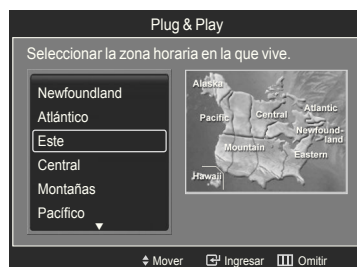 Plug & Play
Seleccionar la zona horaria en la que vive.
Newfoundland
Atlántico
Este
Central
Montañas
Pacífico
Alaska
Pacific
Central
Atlantic
Newfound-
land
Mountain
Eastern
Hawaii
Mover Ingresar Omitir